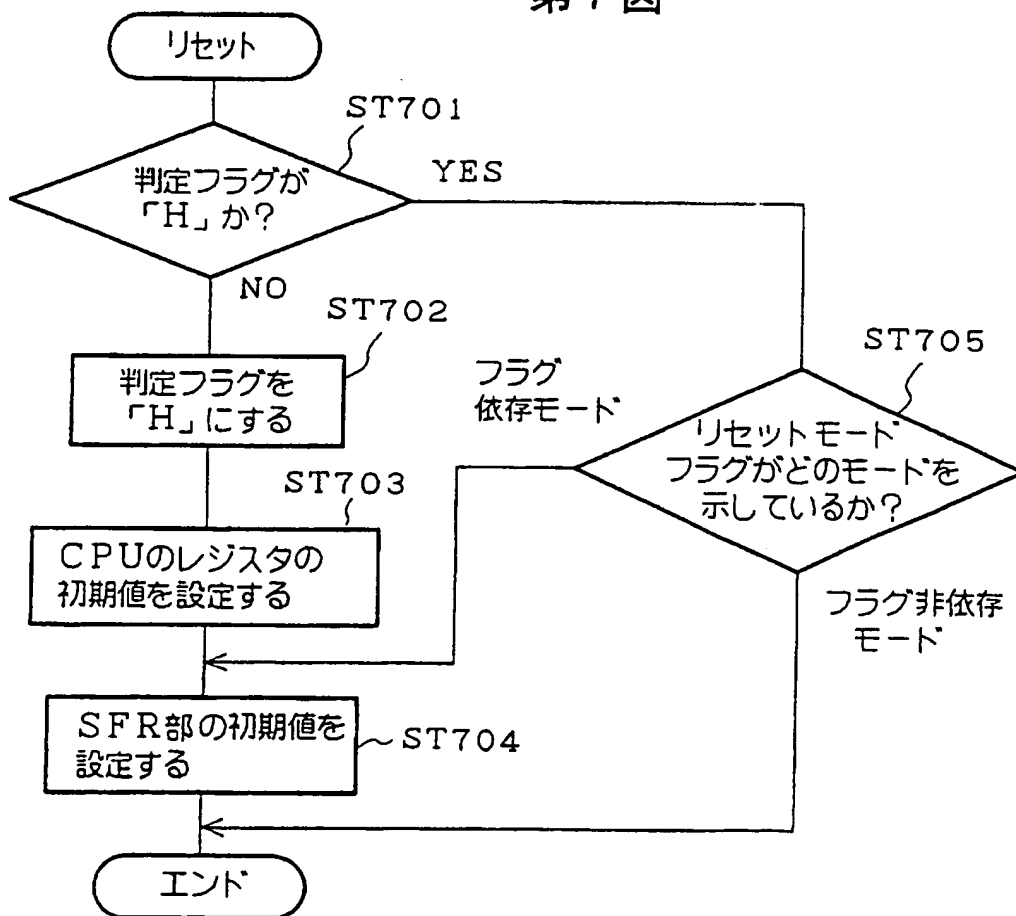 第7図
リセット
ST701
判定フラグが
「H」か?
YES
NO
ST702
判定フラグを
「H」にする
ST703
CPUのレジスタの
初期値を設定する
SFR部の初期値を
設定する
ST704
エンド
フラグ
依存モード
ST705
リセットモード
フラグがどのモードを
示しているか?
フラグ非依存
モード